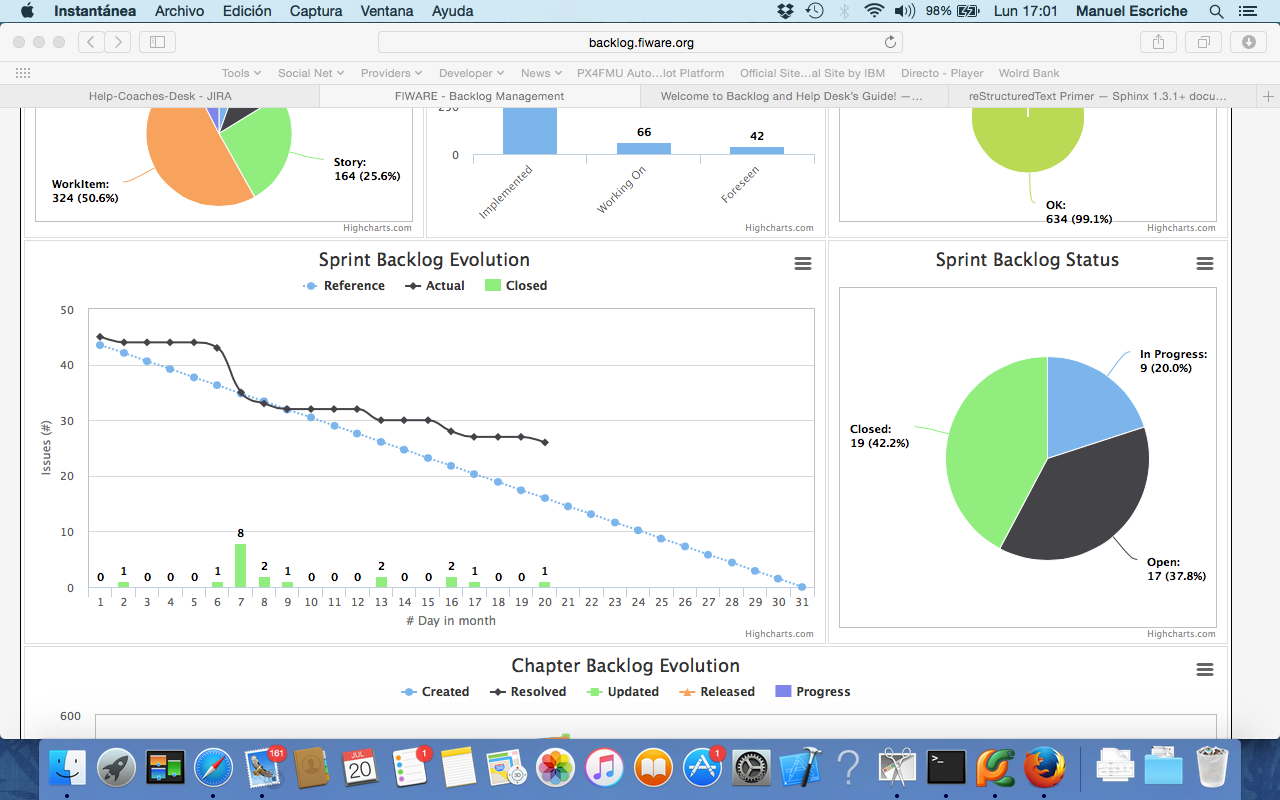 Instantánea Archivo Edición Captura Ventana Ayuda 98% Lun 17:01 Manuel Escriche
backlog.fiware.org
Tools Social Net Providers Developer News PX4FMU Auto...lot Platform Official Site...al Site by IBM Directo - Player Wolrd Bank
Help-Coaches-Desk - JIRA FIWARE - Backlog Management Welcome to Backlog and Help Desk's Guide! —... reStructuredText Primer — Sphinx 1.3.1+ docu...
WorkItem:
324 (50.6%)
Story:
164 (25.6%)
Highcharts.com
250
0
66
42
Implemented
Working On
Foreseen
Highcharts.com
OK:
634 (99.1%)
Highcharts.com
Sprint Backlog Evolution
Reference Actual Closed
Issues (#)
50
40
30
20
10
0
0 1 0 0 0 1 8 2 1 0 0 0 2 0 0 2 1 0 0 1
1 2 3 4 5 6 7 8 9 10 11 12 13 14 15 16 17 18 19 20 21 22 23 24 25 26 27 28 29 30 31
# Day in month
Highcharts.com
Sprint Backlog Status
In Progress:
9 (20.0%)
Closed:
19 (42.2%)
Open:
17 (37.8%)
Highcharts.com
Chapter Backlog Evolution
Created Resolved Updated Released Progress
600
161
JUL
20
1
1